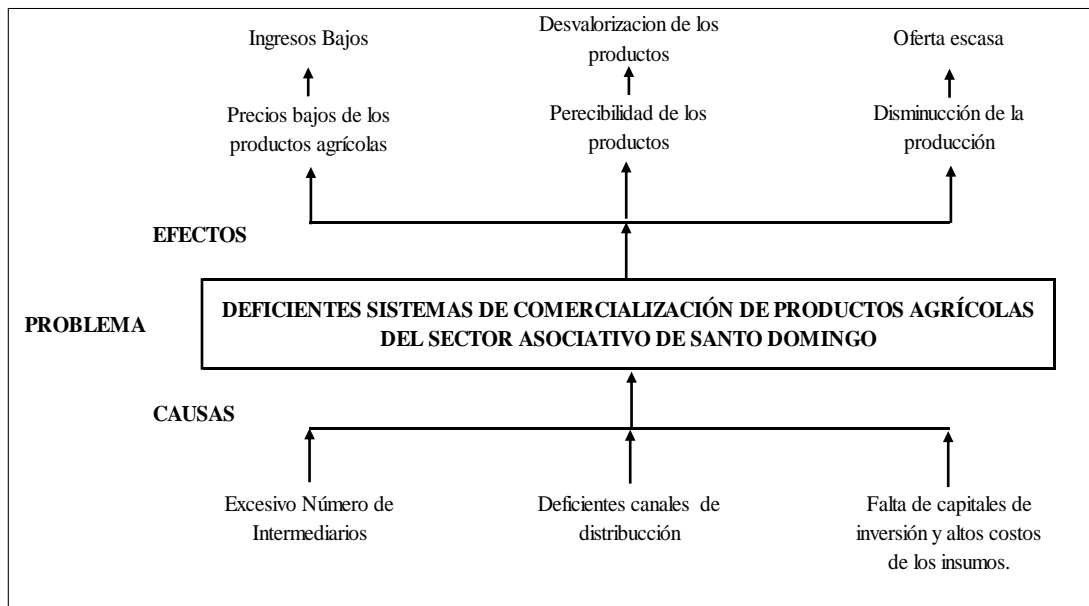 Ingresos Bajos
Desvalorizacion de los
productos
Oferta escasa
Precios bajos de los
productos agrícolas
Perecibilidad de los
productos
Disminucción de la
producción
EFECTOS
PROBLEMA
DEFICIENTES SISTEMAS DE COMERCIALIZACIÓN DE PRODUCTOS AGRÍCOLAS
DEL SECTOR ASOCIATIVO DE SANTO DOMINGO
CAUSAS
Excesivo Número de
Intermediarios
Deficientes canales de
distribucción
Falta de capitales de
inversión y altos costos
de los insumos.